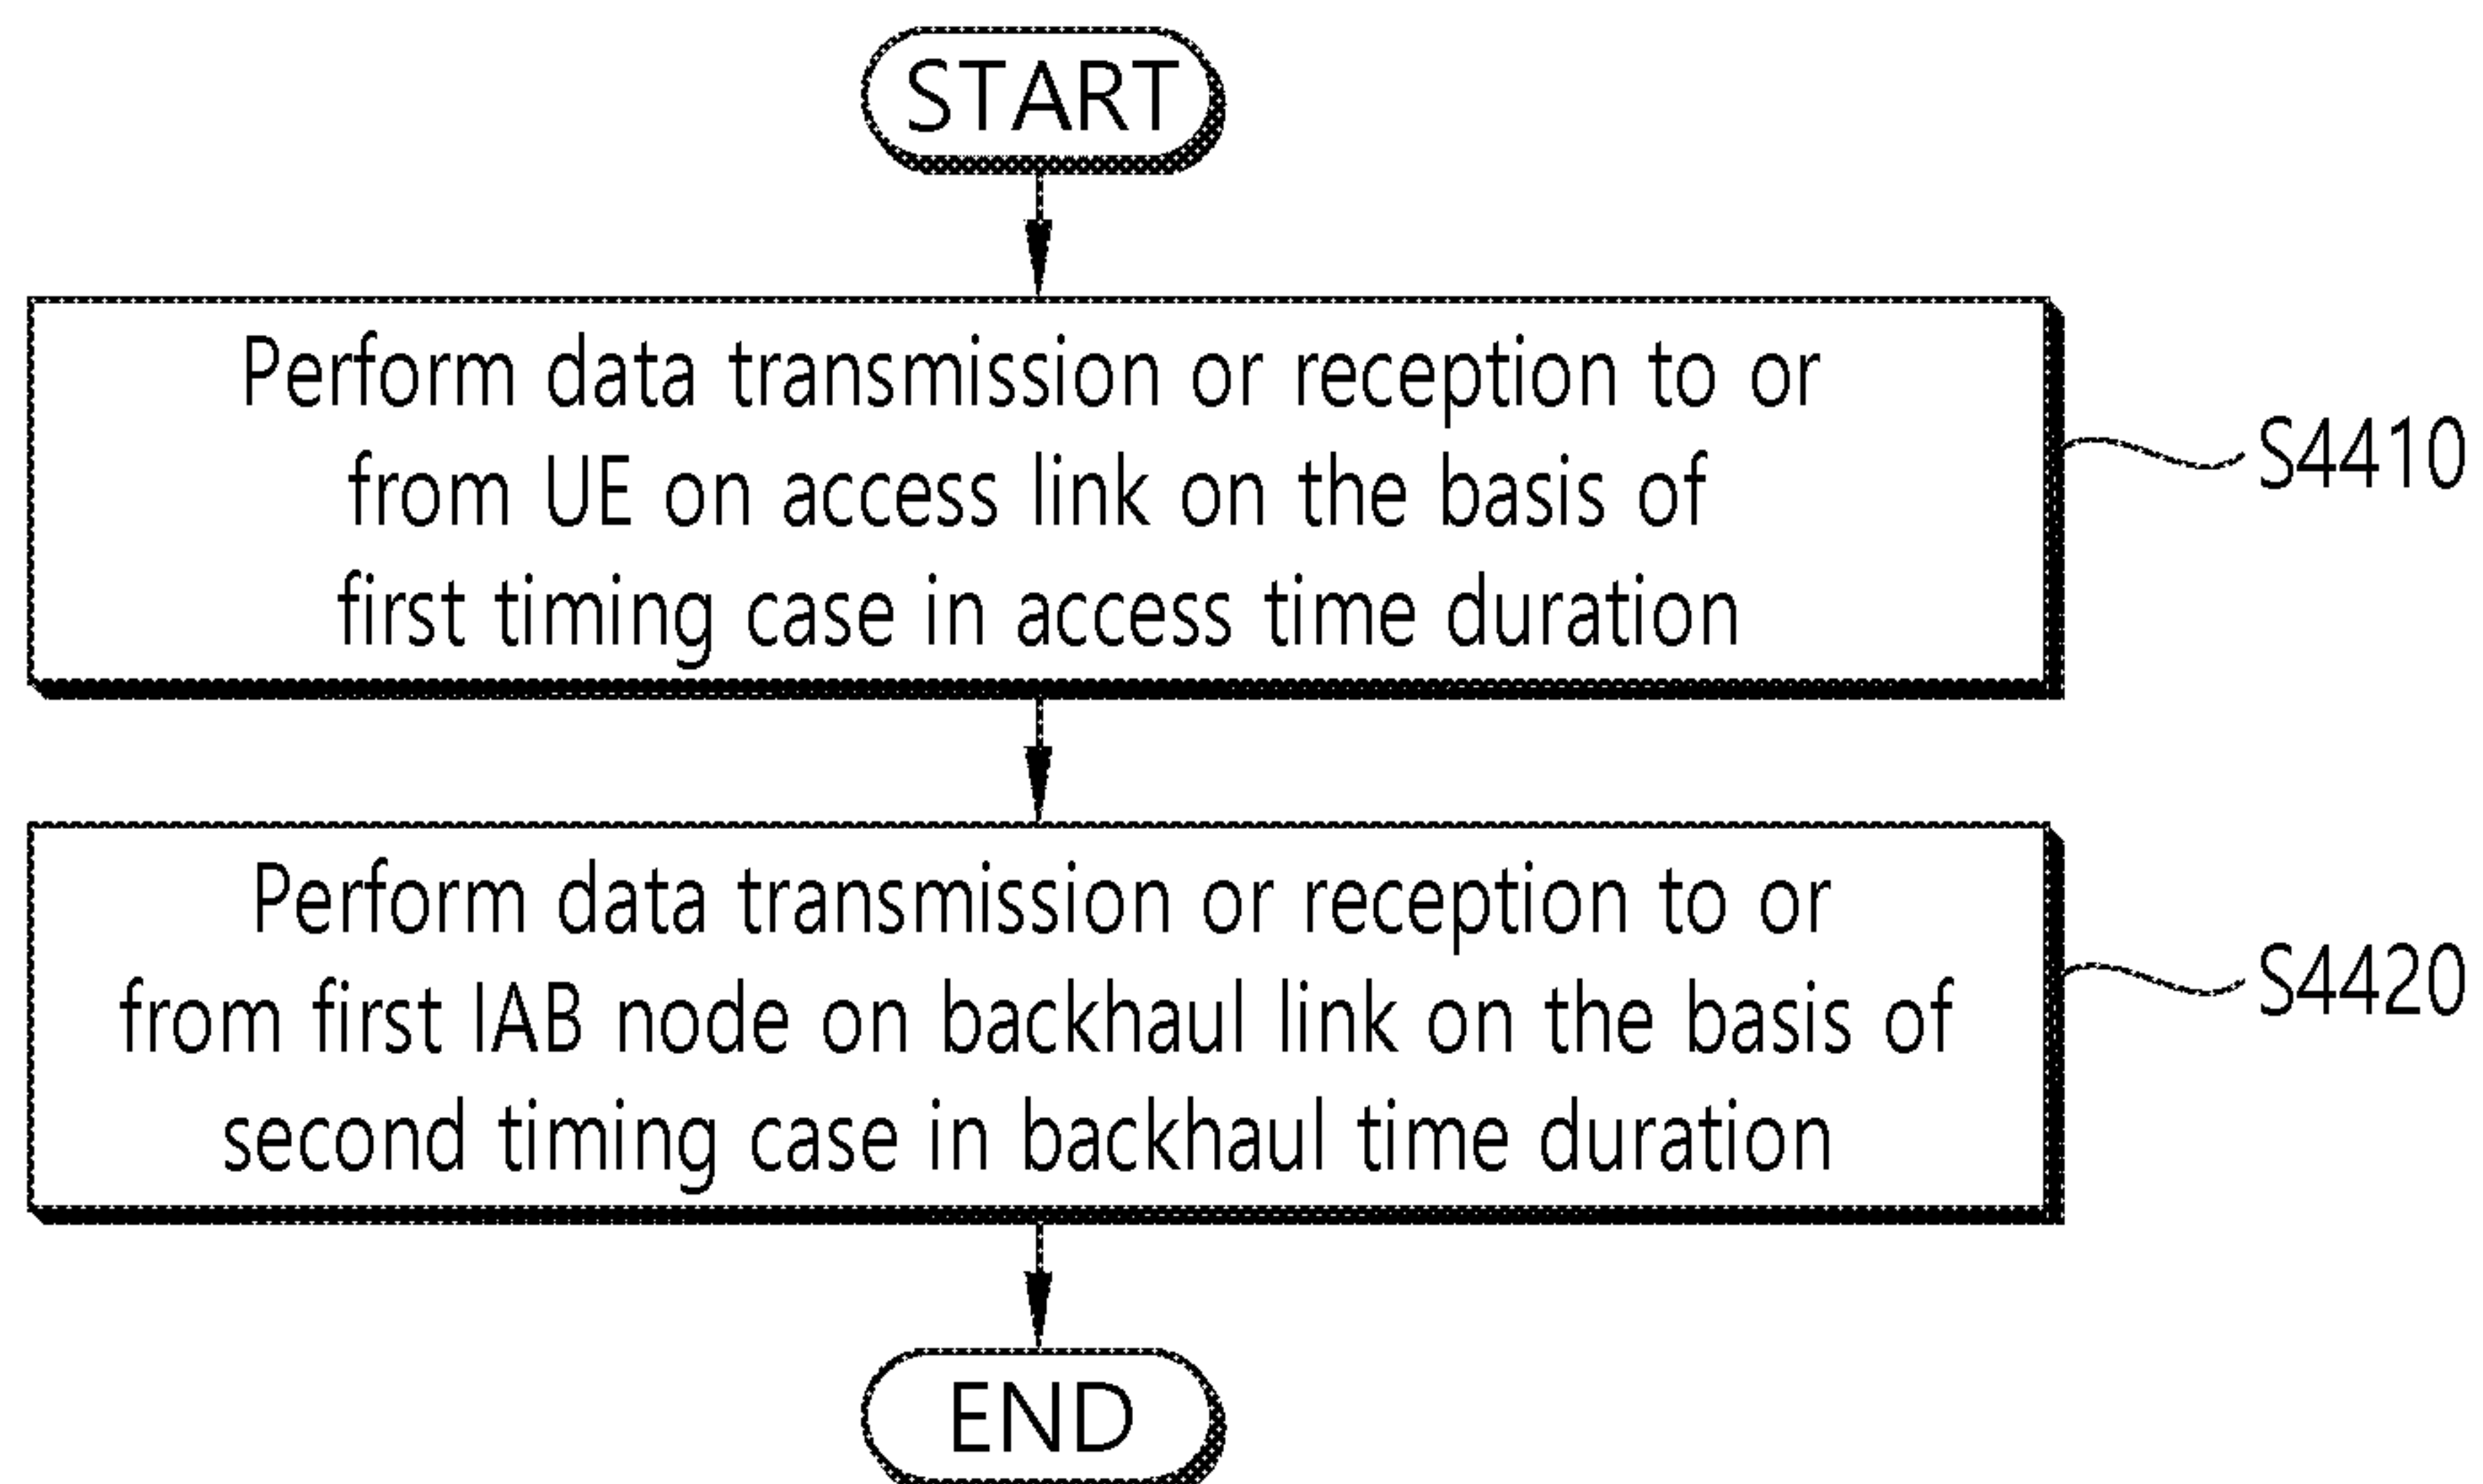 START
Perform data transmission or reception to or
from UE on access link on the basis of
first timing case in access time duration
S4410
Perform data transmission or reception to or
from first IAB node on backhaul link on the basis of
second timing case in backhaul time duration
S4420
END